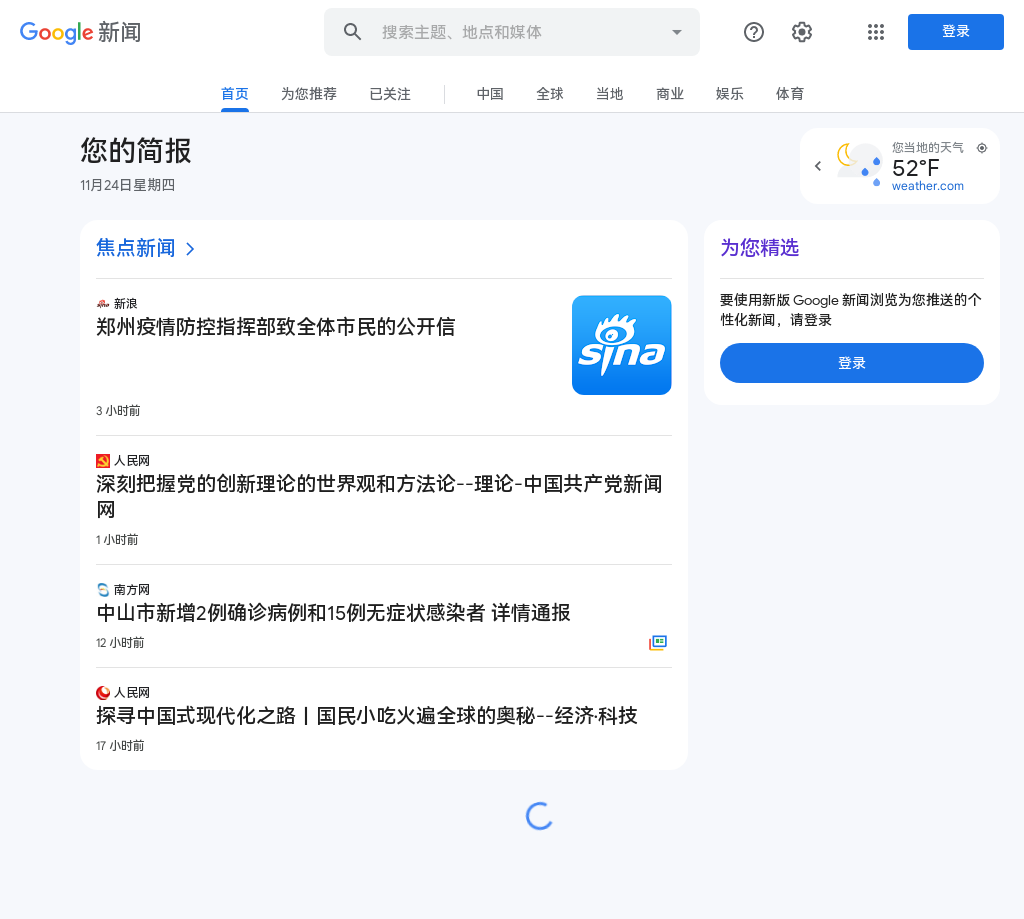 Google 新闻
搜索主题、地点和媒体
登录
首页 为您推荐 已关注 中国 全球 当地 商业 娱乐 体育
您的简报
11月24日星期四
您当地的天气
52°F
weather.com
焦点新闻
新浪
郑州疫情防控指挥部致全体市民的公开信
sina
3 小时前
人民网
深刻把握党的创新理论的世界观和方法论--理论-中国共产党新闻
网
1 小时前
南方网
中山市新增2例确诊病例和15例无症状感染者 详情通报
12 小时前
人民网
探寻中国式现代化之路丨国民小吃火遍全球的奥秘--经济·科技
17 小时前
为您精选
要使用新版 Google 新闻浏览为您推送的个
性化新闻，请登录
登录